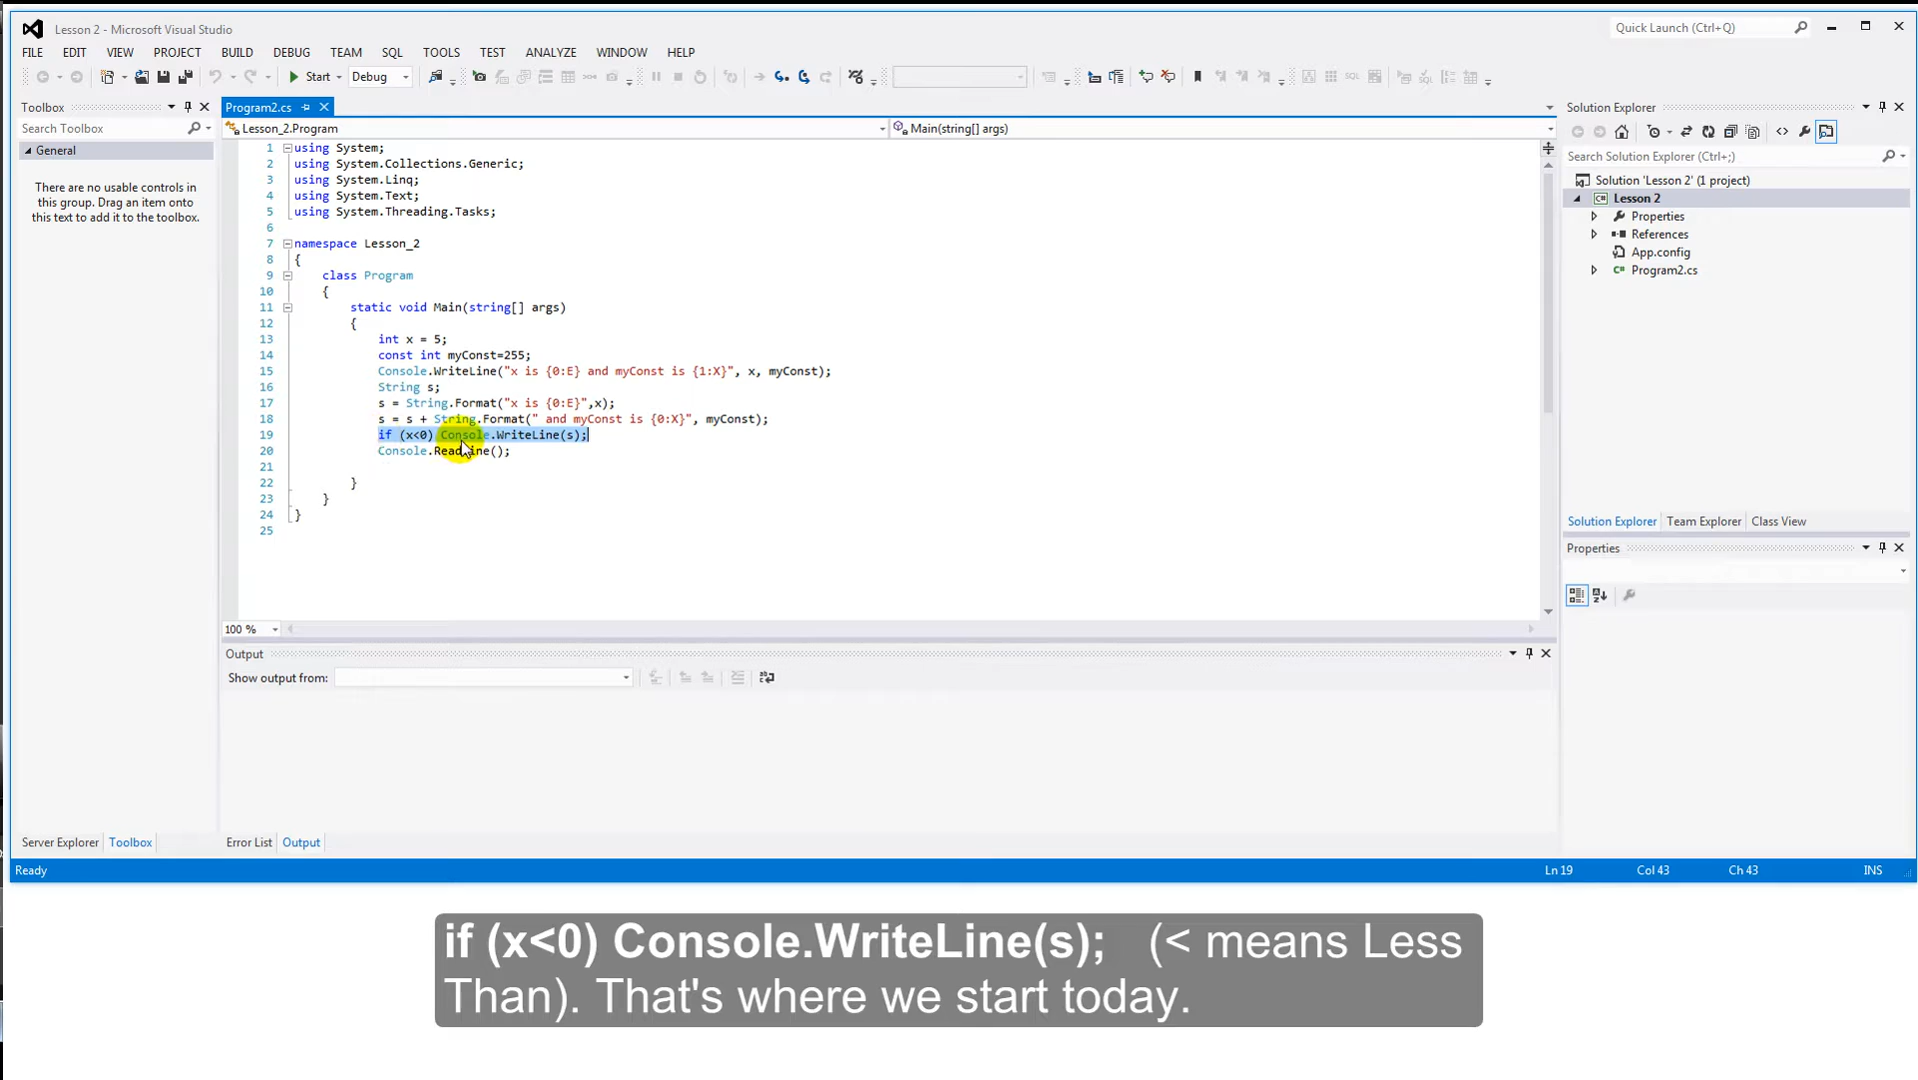 Lesson 2 - Microsoft Visual Studio
Quick Launch (Ctrl+Q)
FILE EDIT VIEW PROJECT BUILD DEBUG TEAM SQL TOOLS TEST ANALYZE WINDOW HELP
Start Debug
Toolbox
Search Toolbox
General
There are no usable controls in
this group. Drag an item onto
this text to add it to the toolbox.
Program2.cs
Lesson_2.Program
Main(string[] args)
1 using System;
2 using System.Collections.Generic;
3 using System.Linq;
4 using System.Text;
5 using System.Threading.Tasks;
6
7 namespace Lesson_2
8 {
9 class Program
10 {
11 static void Main(string[] args)
12 {
13 int x = 5;
14 const int myConst=255;
15 Console.WriteLine("x is {0:E} and myConst is {1:X}", x, myConst);
16 String s;
17 s = String.Format("x is {0:E}",x);
18 s = s + String.Format(" and myConst is {0:X}", myConst);
19 if (x<0) Console.WriteLine(s);
20 Console.ReadLine();
21
22 }
23 }
24 }
25
100 %
Output
Show output from:
Solution Explorer
Search Solution Explorer (Ctrl+;)
Solution 'Lesson 2' (1 project)
Lesson 2
Properties
References
App.config
Program2.cs
Solution Explorer Team Explorer Class View
Properties
Server Explorer Toolbox
Error List Output
Ready
Ln 19 Col 43 Ch 43 INS
if (x<0) Console.WriteLine(s); (< means Less
Than). That's where we start today.